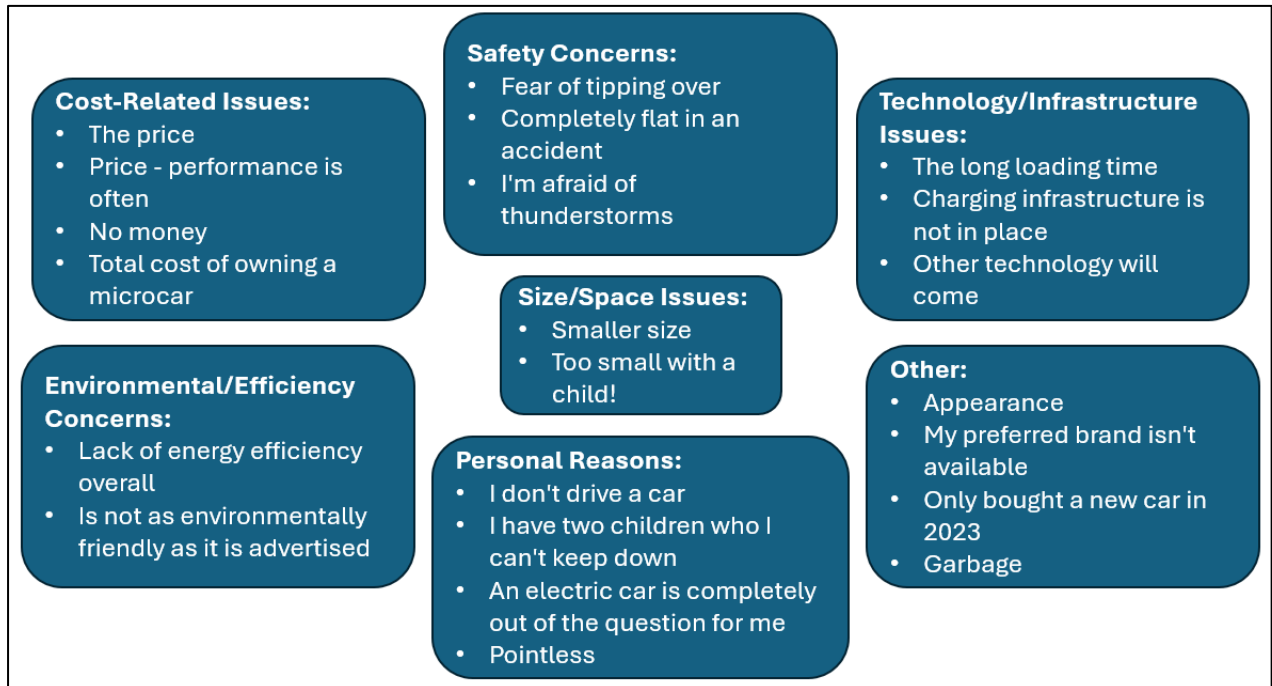 Cost-Related Issues:
• The price
• Price - performance is
often
• No money
• Total cost of owning a
microcar
Safety Concerns:
• Fear of tipping over
• Completely flat in an
accident
• I'm afraid of
thunderstorms
Technology/Infrastructure
Issues:
• The long loading time
• Charging infrastructure is
not in place
• Other technology will
come
Size/Space Issues:
• Smaller size
• Too small with a
child!
Environmental/Efficiency
Concerns:
• Lack of energy efficiency
overall
• Is not as environmentally
friendly as it is advertised
Personal Reasons:
• I don't drive a car
• I have two children who I
can't keep down
• An electric car is completely
out of the question for me
• Pointless
Other:
• Appearance
• My preferred brand isn't
available
• Only bought a new car in
2023
• Garbage